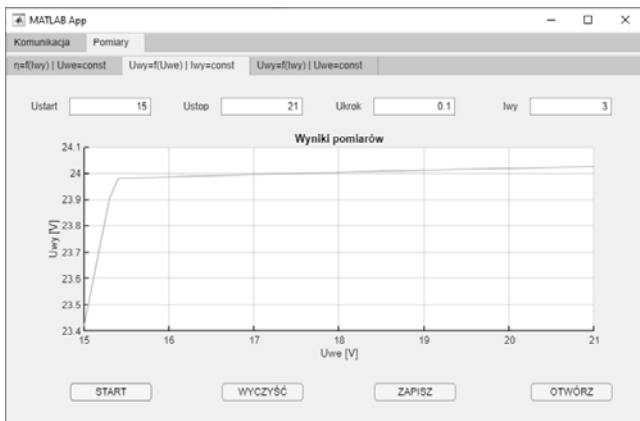 MATLAB App
Komunikacja Pomiary
η=f(Iwy) | Uwe=const Uwy=f(Uwe) | Iwy=const Uwy=f(Iwy) | Uwe=const
Ustart 15 Ustop 21 Ukrok 0.1 Iwy 3
Wyniki pomiarów
24.1
24
23.9
23.8
23.7
23.6
23.5
23.4
Uwy [V]
15 16 17 18 19 20 21
Uwe [V]
START WYCZYŚĆ ZAPISZ OTWÓRZ